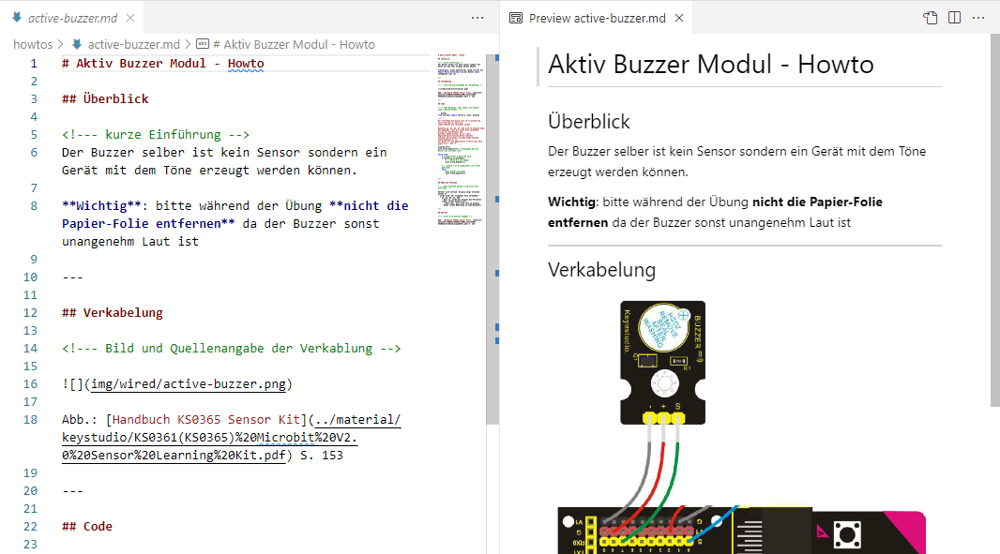 active-buzzer.md
howtos > active-buzzer.md > # Aktiv Buzzer Modul - Howto
1 # Aktiv Buzzer Modul - Howto
2
3 ## Überblick
4
5 <!--- kurze Einführung -->
6 Der Buzzer selber ist kein Sensor sondern ein
Gerät mit dem Töne erzeugt werden können.
7
8 **Wichtig**: bitte während der Übung **nicht die
Papier-Folie entfernen** da der Buzzer sonst
unangenehm Laut ist
9
10 ---
11
12 ## Verkabelung
13
14 <!--- Bild und Quellenangabe der Verkablung -->
15
16 ![](img/wired/active-buzzer.png)
17
18 Abb.: [Handbuch KS0365 Sensor Kit](../material/
keystudio/KS0361(KS0365)%20Microbit%20V2.
0%20Sensor%20Learning%20Kit.pdf) S. 153
19
20 ---
21
22 ## Code
23
Preview active-buzzer.md
Aktiv Buzzer Modul - Howto
Überblick
Der Buzzer selber ist kein Sensor sondern ein Gerät mit dem Töne
erzeugt werden können.
Wichtig: bitte während der Übung nicht die Papier-Folie
entfernen da der Buzzer sonst unangenehm Laut ist
Verkabelung
Keyestudio.
HSDZ
REMOVE
SEAL
AFTER
WASHING
BUZZER
R1
- + S
V1
G
RX0
G
V1
S